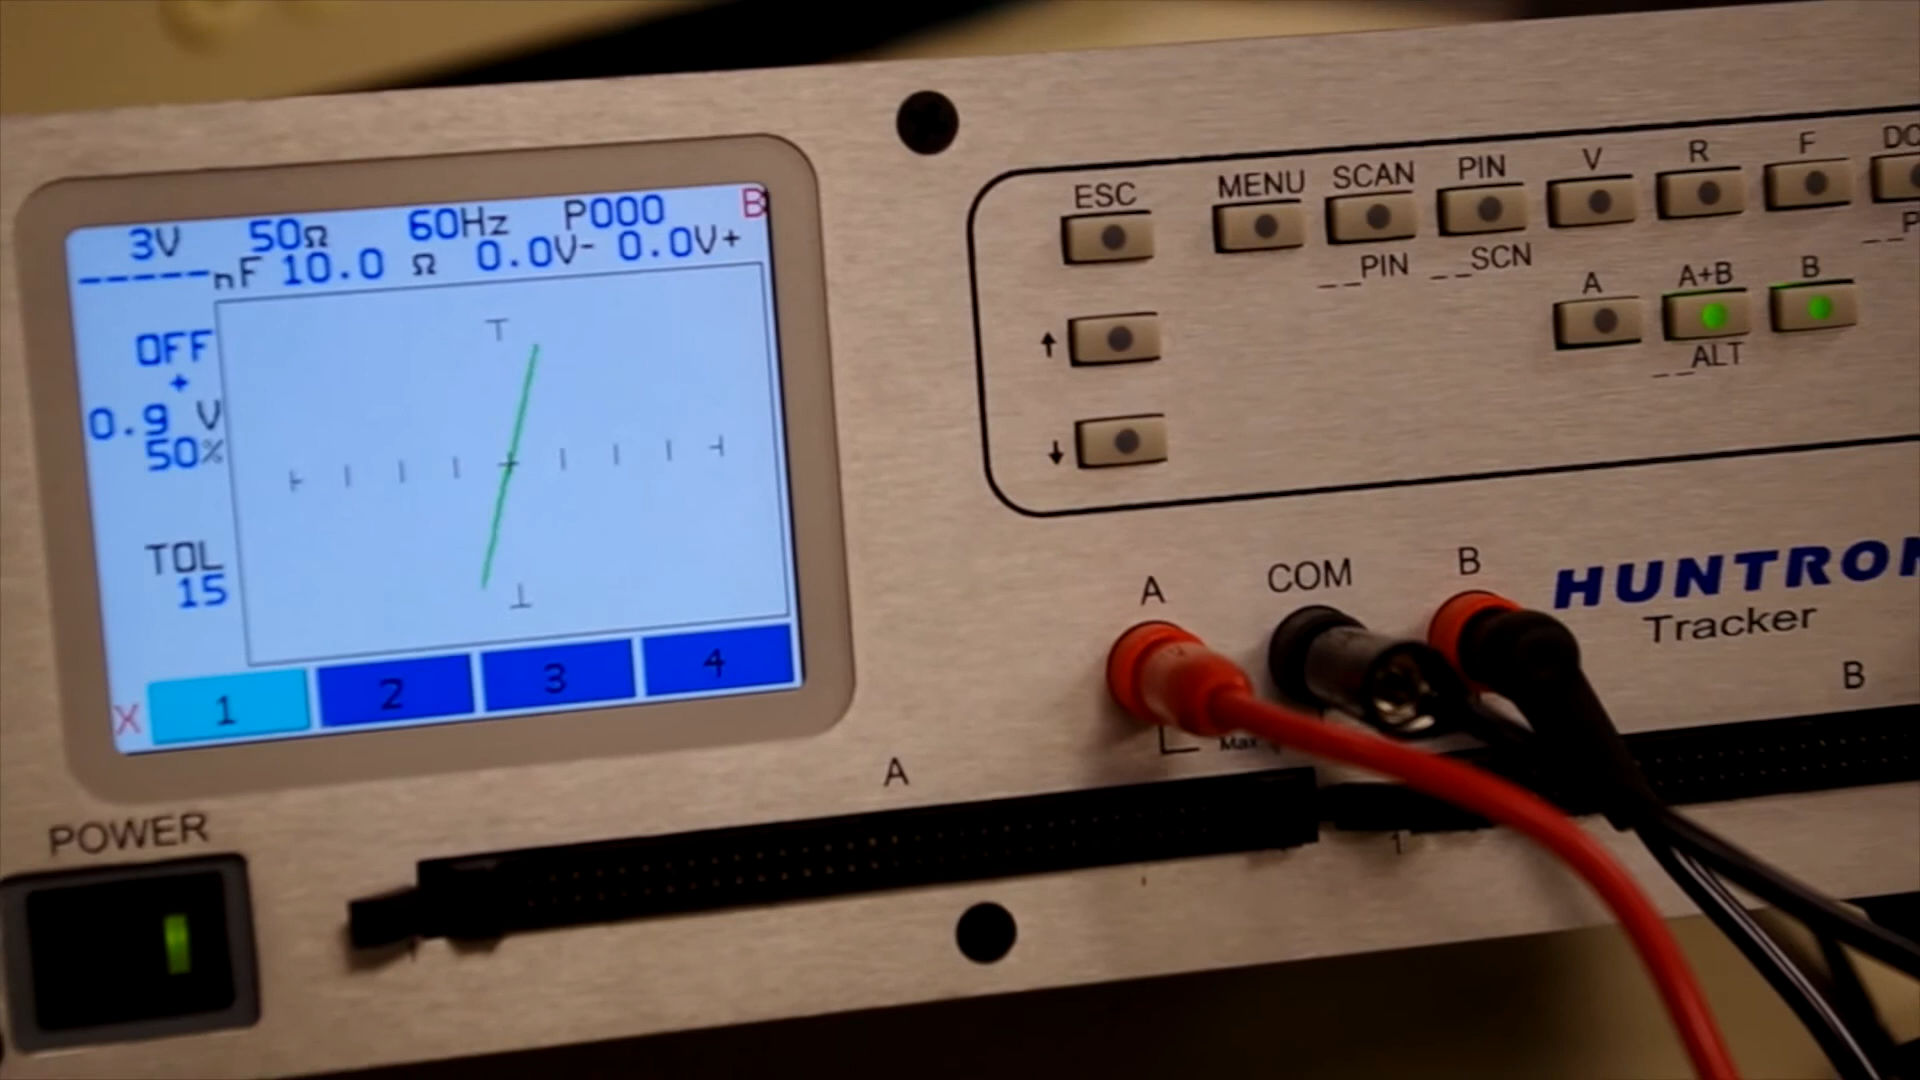 3V 50Ω 60Hz P000 B
-----nF 10.0 Ω 0.0V- 0.0V+
OFF
+
0.9 V
50%
TOL
15
X 1 2 3 4
POWER
ESC MENU SCAN PIN V R F
__PIN __SCN
A A+B B
__ALT
↑
↓
A COM B
HUNTRON
Tracker
Max
A
B
1